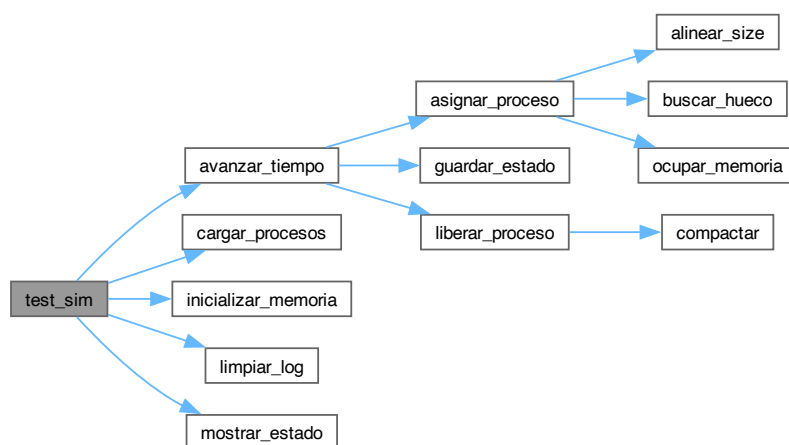 alinear_size
asignar_proceso
buscar_hueco
avanzar_tiempo
guardar_estado
ocupar_memoria
cargar_procesos
liberar_proceso
compactar
test_sim
inicializar_memoria
limpiar_log
mostrar_estado